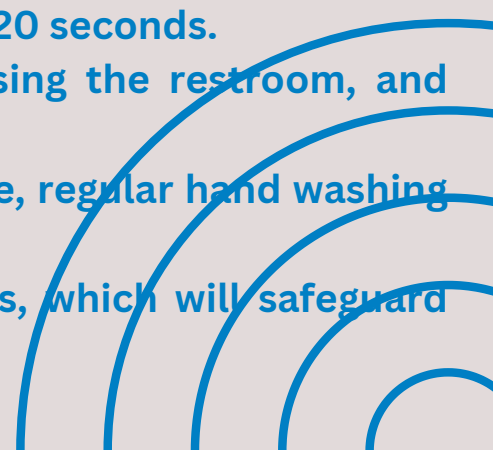 20 seconds.
sing the restroom, and
e, regular hand washing
s, which will safeguard